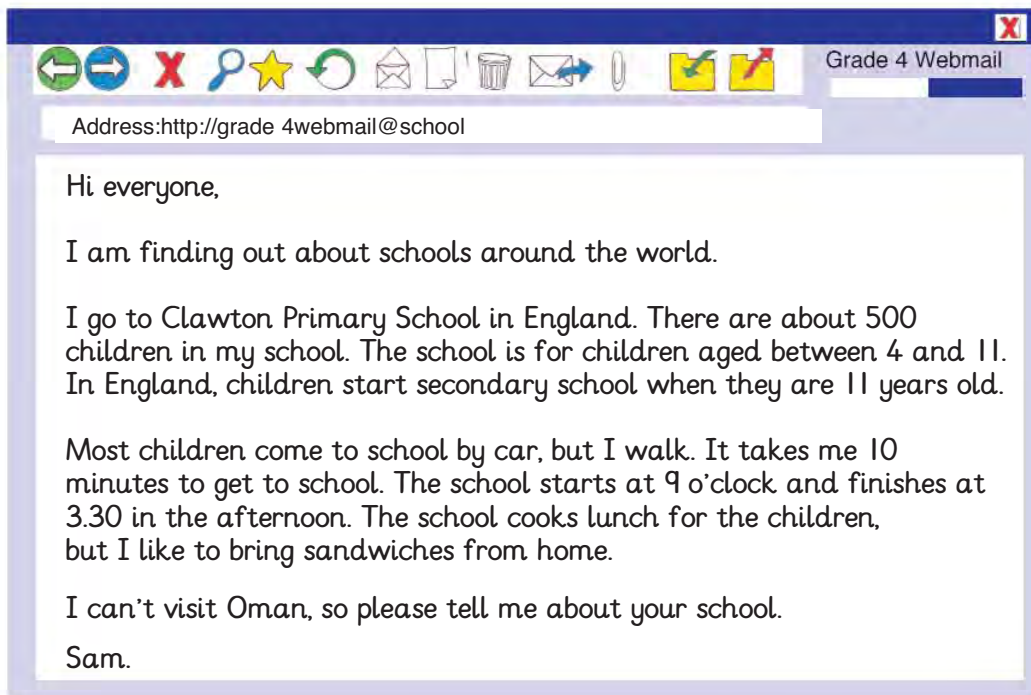 Grade 4 Webmail
Address:http://grade 4webmail@school
Hi everyone,
I am finding out about schools around the world.
I go to Clawton Primary School in England. There are about 500
children in my school. The school is for children aged between 4 and 11.
In England, children start secondary school when they are 11 years old.
Most children come to school by car, but I walk. It takes me 10
minutes to get to school. The school starts at 9 o'clock and finishes at
3.30 in the afternoon. The school cooks lunch for the children,
but I like to bring sandwiches from home.
I can't visit Oman, so please tell me about your school.
Sam.